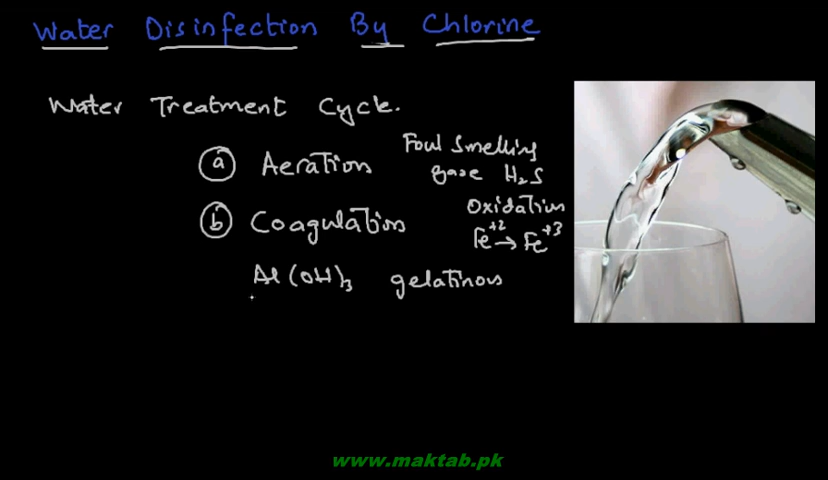 Water Disinfection By Chlorine
Water Treatment Cycle.
(a) Aeration Foul Smelling
gase H₂S
Oxidation
(b) Coagulation Fe⁺² → Fe⁺³
Al(OH)₃ gelatinous
www.maktab.pk